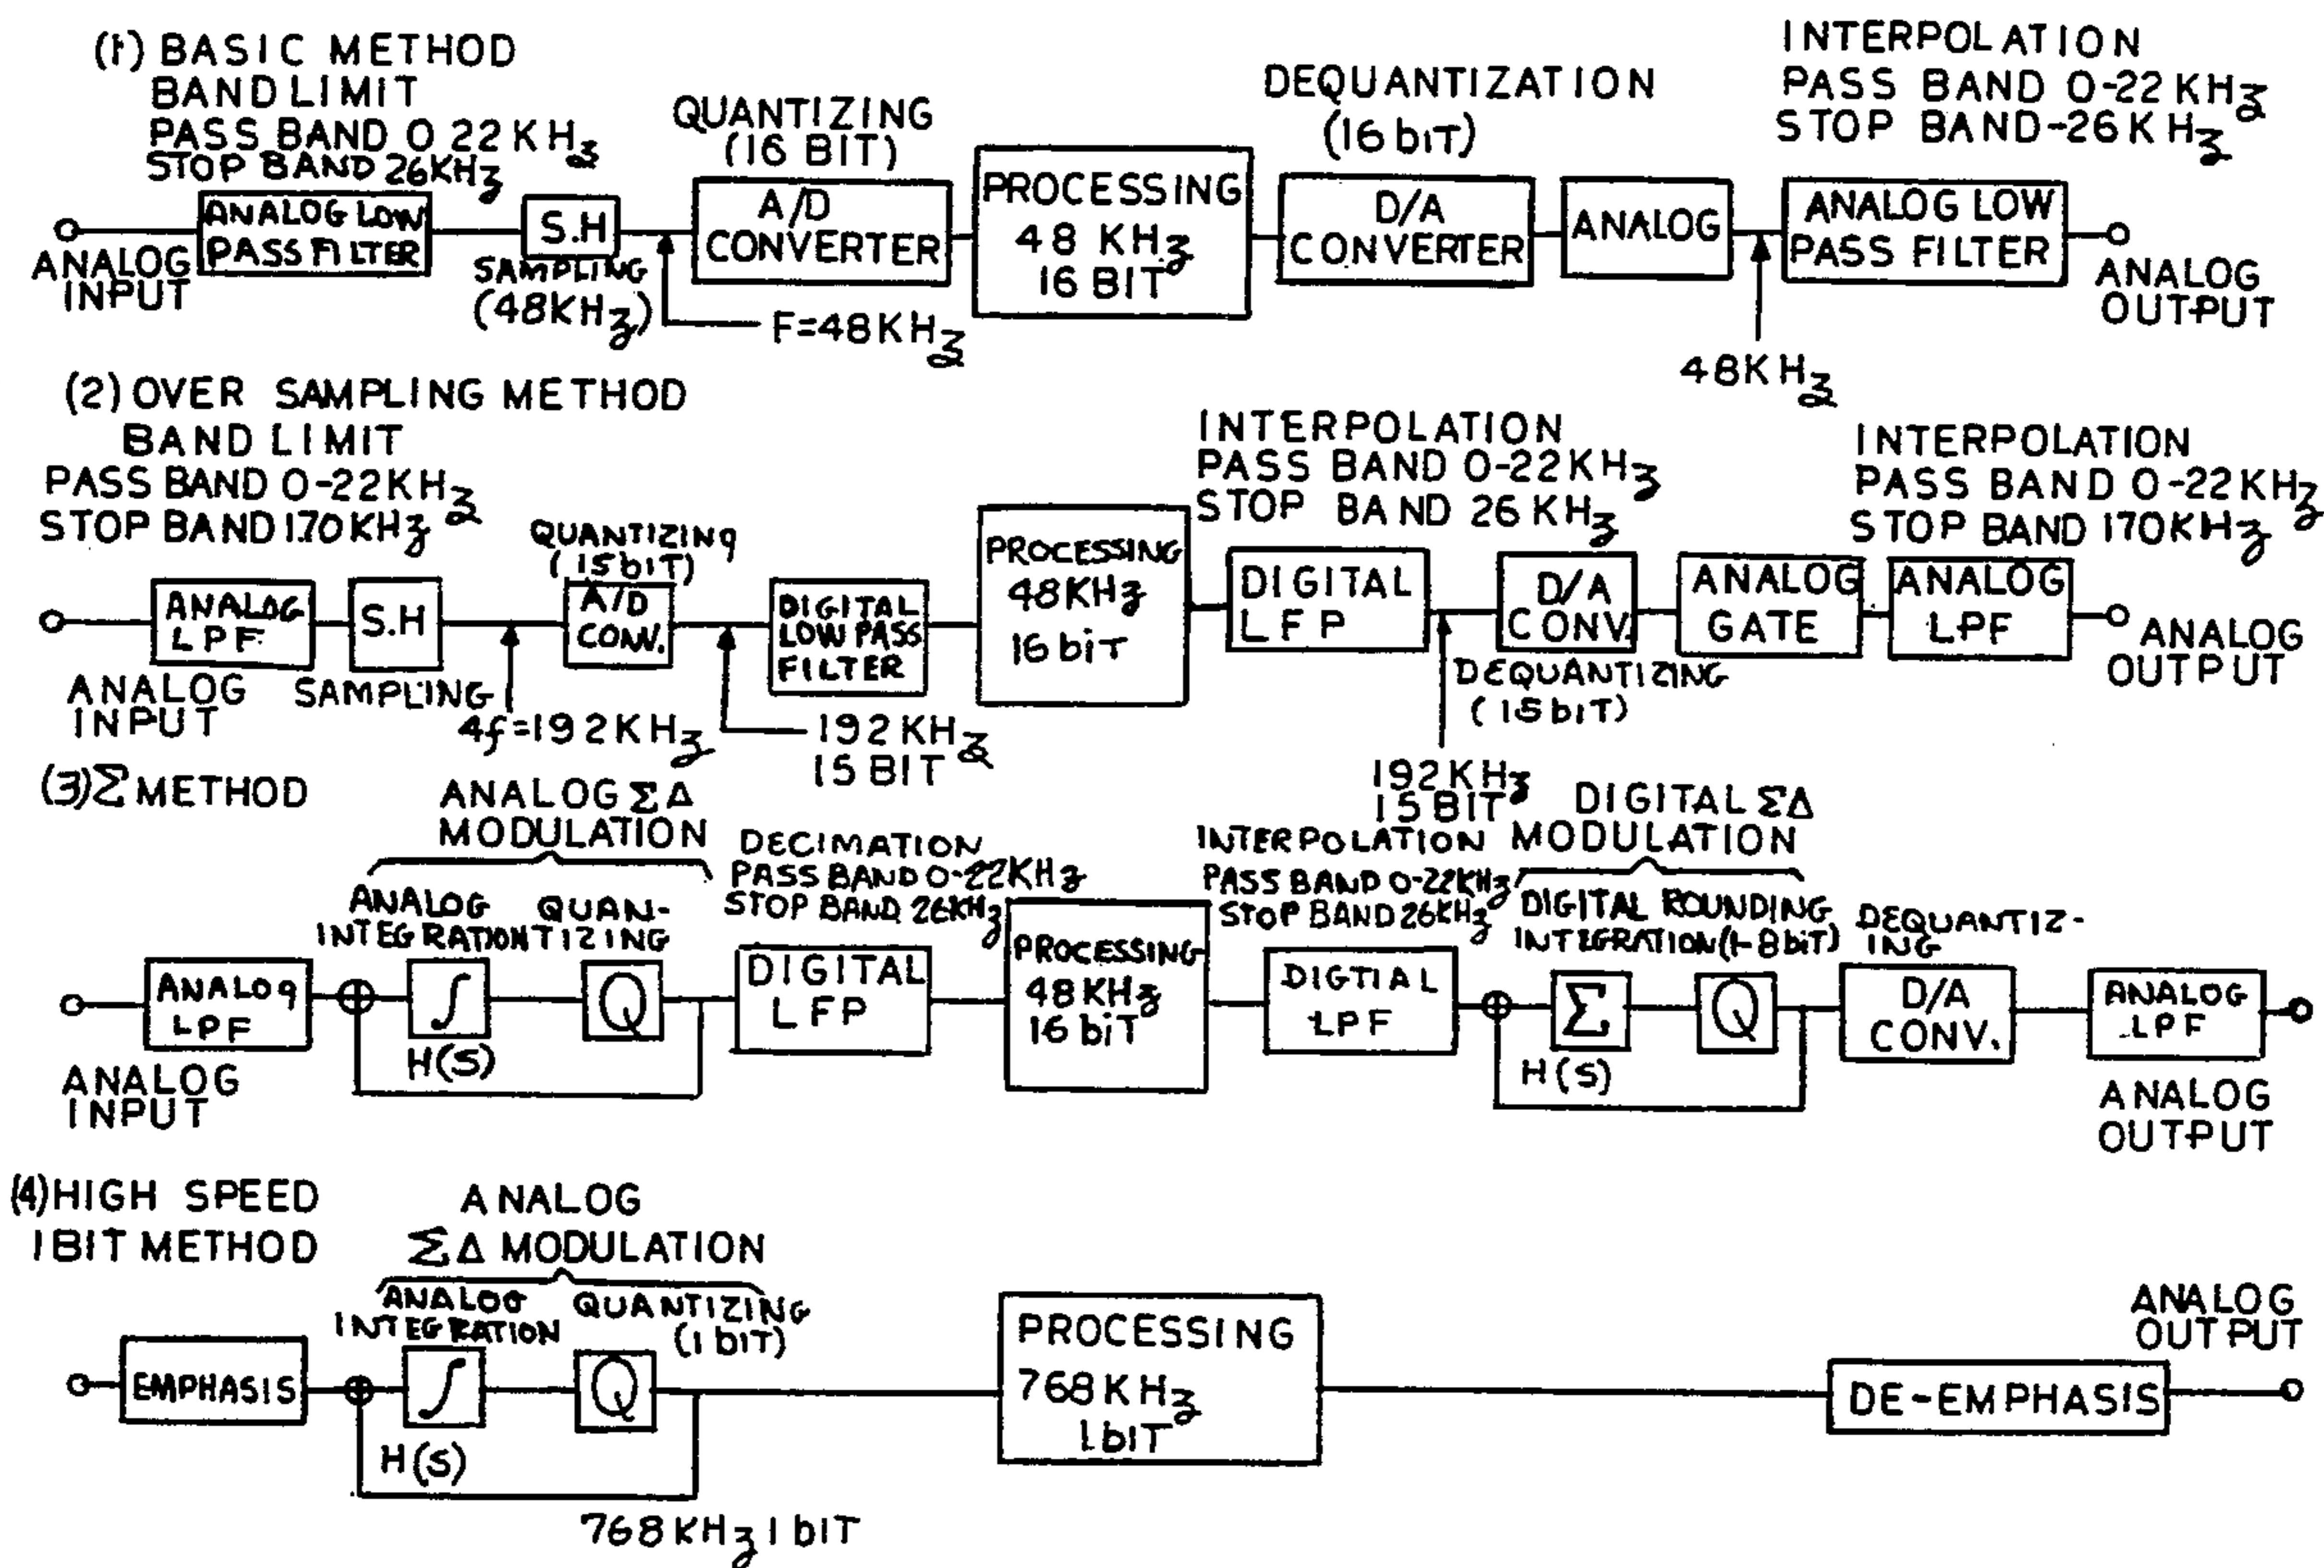 (1) BASIC METHOD
BAND LIMIT
PASS BAND 0 22 KHz
STOP BAND 26KHz
QUANTIZING
(16 BIT)
DEQUANTIZATION
(16 biT)
INTERPOLATION
PASS BAND 0-22 KHz
STOP BAND-26 KHz
ANALOG INPUT
ANALOG LOW
PASS FILTER
S.H
SAMPLING
(48KHz)
F=48KHz
A/D
CONVERTER
PROCESSING
48 KHz
16 BIT
D/A
CONVERTER
ANALOG
48KHz
ANALOG LOW
PASS FILTER
ANALOG
OUTPUT
(2) OVER SAMPLING METHOD
BAND LIMIT
PASS BAND 0-22KHz
STOP BAND 1.70 KHz
QUANTIZING
(15biT)
INTERPOLATION
PASS BAND 0-22KHz
STOP BAND 26 KHz
INTERPOLATION
PASS BAND 0-22KHz
STOP BAND 170KHz
ANALOG
INPUT
ANALOG
LPF
S.H
SAMPLING
4f=192KHz
A/D
CONV.
192 KHz
15 BIT
DIGITAL
LOW PASS
FILTER
PROCESSING
48KHz
16 biT
DIGITAL
LFP
192KHz
15 BIT
D/A
CONV.
DEQUANTIZING
(15biT)
ANALOG
GATE
ANALOG
LPF
ANALOG
OUTPUT
(3)Σ METHOD
ANALOG ΣΔ
MODULATION
ANALOG
INTEGRATION
QUAN-
TIZING
DECIMATION
PASS BAND 0-22KHz
STOP BAND 26KHz
INTERPOLATION
PASS BAND 0-22KHz
STOP BAND 26KHz
DIGITAL ΣΔ
MODULATION
DIGITAL ROUNDING
INTEGRATION(1-8biT)
DEQUANTIZ-
ING
ANALOG
INPUT
ANALOG
LPF
∫
H(S)
Q
DIGITAL
LFP
PROCESSING
48KHz
16 biT
DIGTIAL
LPF
Σ
H(S)
Q
D/A
CONV.
ANALOG
LPF
ANALOG
OUTPUT
(4)HIGH SPEED
1BIT METHOD
ANALOG
ΣΔ MODULATION
ANALOG
INTEGRATION
QUANTIZING
(1biT)
EMPHASIS
∫
H(S)
Q
768KHz 1 biT
PROCESSING
768KHz
1biT
DE-EMPHASIS
ANALOG
OUTPUT